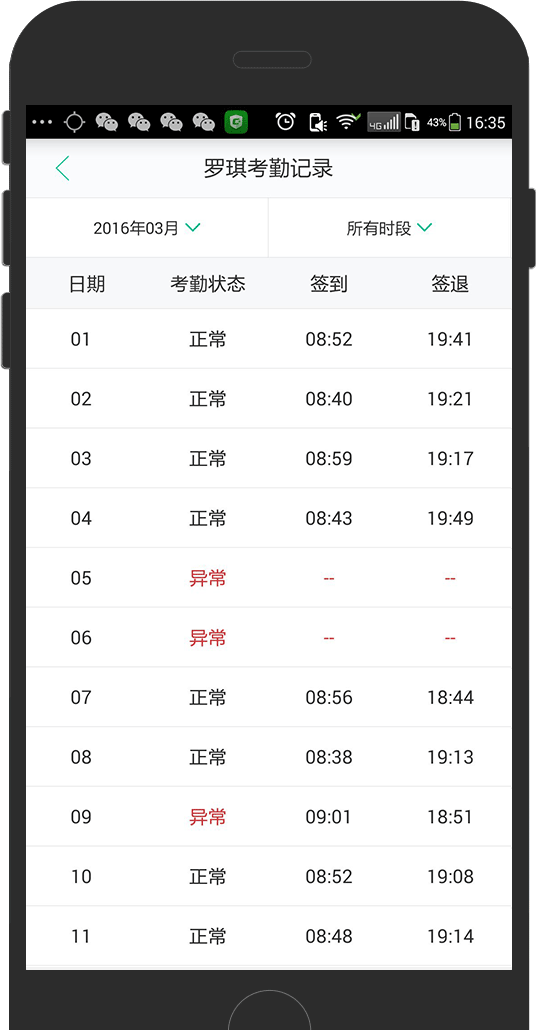 4G 43% 16:35
罗琪考勤记录
2016年03月 所有时段
日期 考勤状态 签到 签退
01 正常 08:52 19:41
02 正常 08:40 19:21
03 正常 08:59 19:17
04 正常 08:43 19:49
05 异常 -- --
06 异常 -- --
07 正常 08:56 18:44
08 正常 08:38 19:13
09 异常 09:01 18:51
10 正常 08:52 19:08
11 正常 08:48 19:14